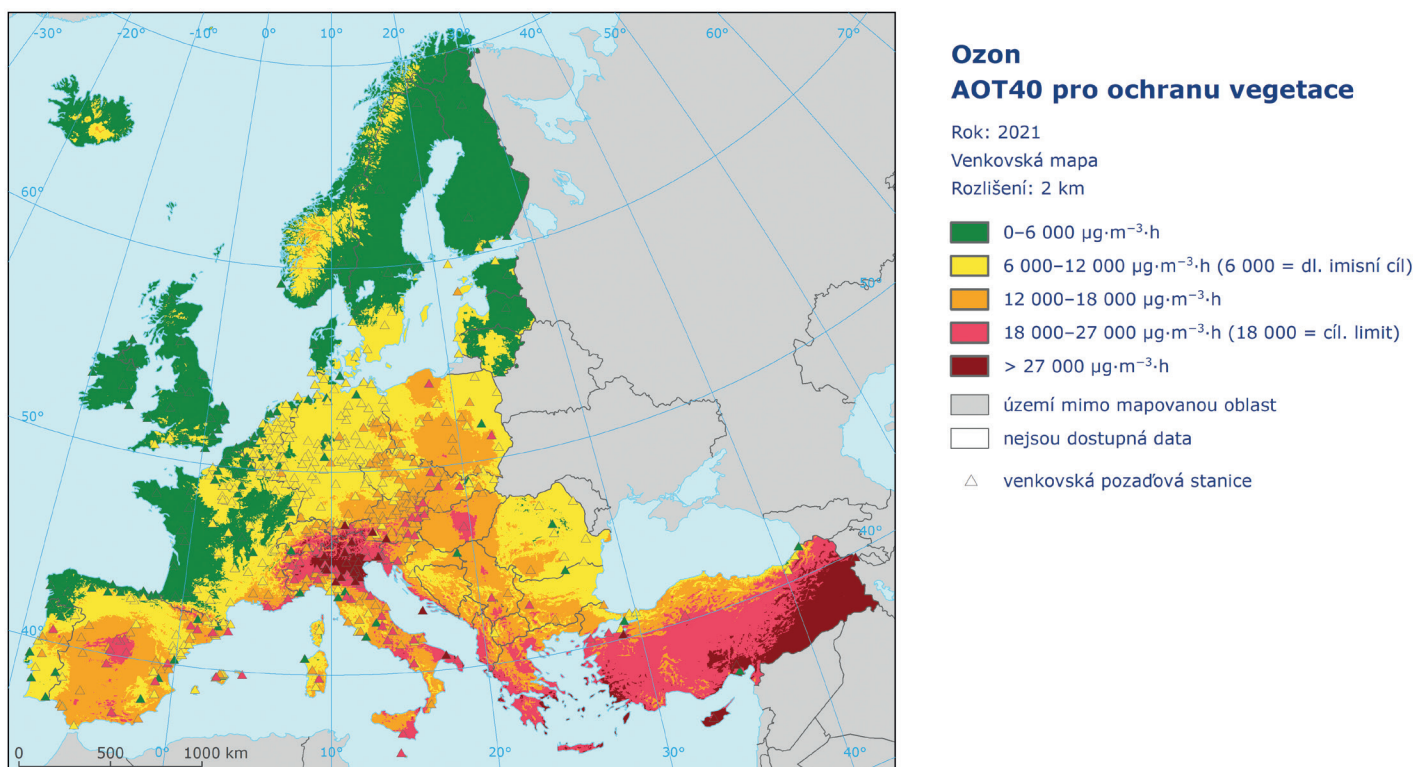 -30° -20° -10° 0° 10° 20° 30° 40° 50° 60° 70°
60°
50°
50°
40°
40°
0 500 1000 km
0° 10° 20° 30° 40°
Ozon
AOT40 pro ochranu vegetace
Rok: 2021
Venkovská mapa
Rozlišení: 2 km
0–6 000 µg·m⁻³·h
6 000–12 000 µg·m⁻³·h (6 000 = dl. imisní cíl)
12 000–18 000 µg·m⁻³·h
18 000–27 000 µg·m⁻³·h (18 000 = cíl. limit)
> 27 000 µg·m⁻³·h
území mimo mapovanou oblast
nejsou dostupná data
venkovská pozaďová stanice